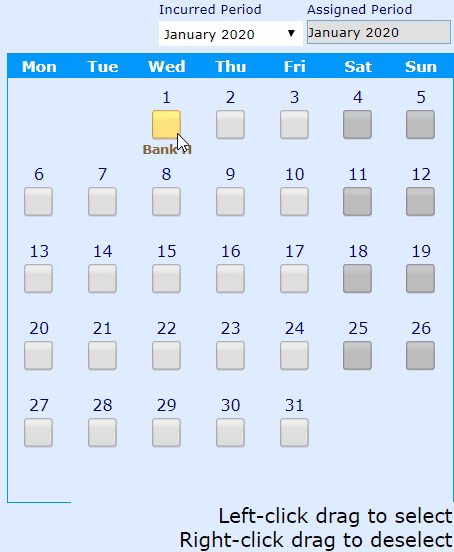 Incurred Period Assigned Period
January 2020 January 2020
Mon Tue Wed Thu Fri Sat Sun
1 2 3 4 5
Bank H
6 7 8 9 10 11 12
13 14 15 16 17 18 19
20 21 22 23 24 25 26
27 28 29 30 31
Left-click drag to select
Right-click drag to deselect